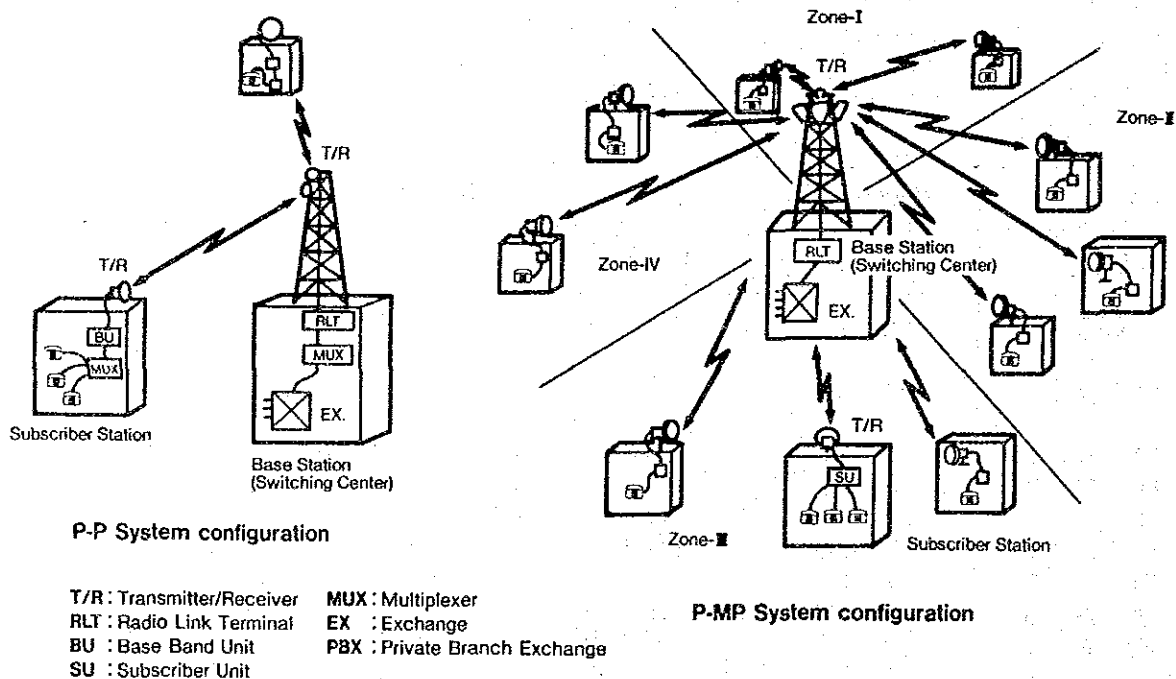 T/R
T/R
BU
MUX
Subscriber Station
RLT
MUX
EX.
Base Station
(Switching Center)
P-P System configuration
Zone-I
T/R
Zone-II
Zone-IV
RLT
Base Station
(Switching Center)
EX.
T/R
SU
Zone-III
Subscriber Station
P-MP System configuration
T/R : Transmitter/Receiver
RLT : Radio Link Terminal
BU : Base Band Unit
SU : Subscriber Unit
MUX : Multiplexer
EX : Exchange
PBX : Private Branch Exchange